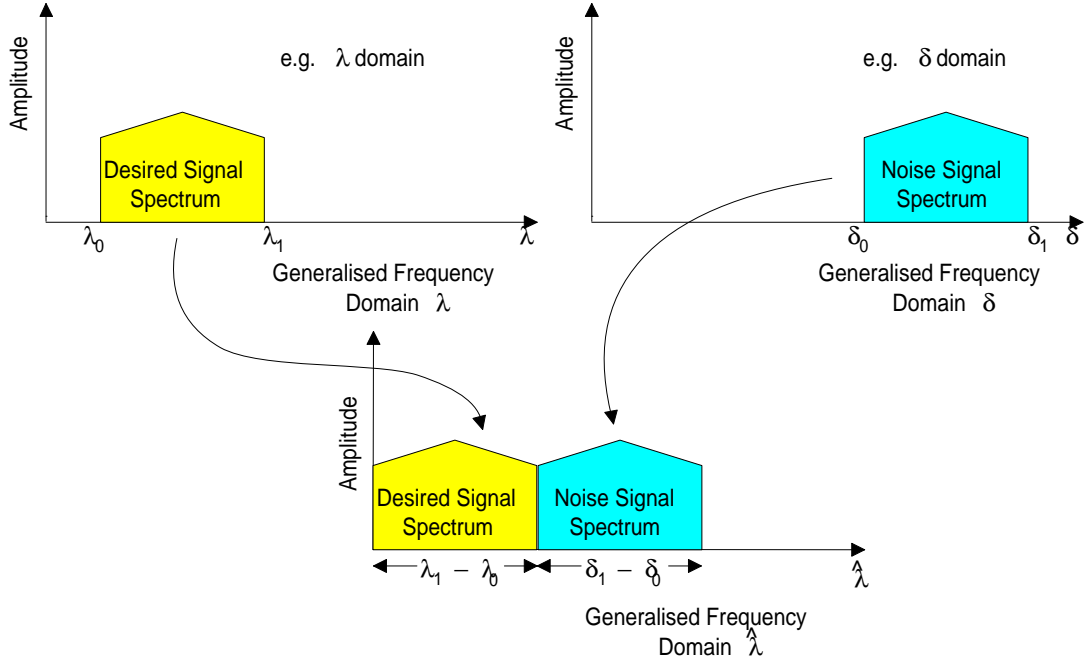 Amplitude
e.g. λ domain
Desired Signal
Spectrum
λ0
λ1
λ
Generalised Frequency
Domain λ
Amplitude
e.g. δ domain
Noise Signal
Spectrum
δ0
δ1
δ
Generalised Frequency
Domain δ
Amplitude
Desired Signal
Spectrum
Noise Signal
Spectrum
λ1 − λ0
δ1 − δ0
λ̂
Generalised Frequency
Domain λ̂